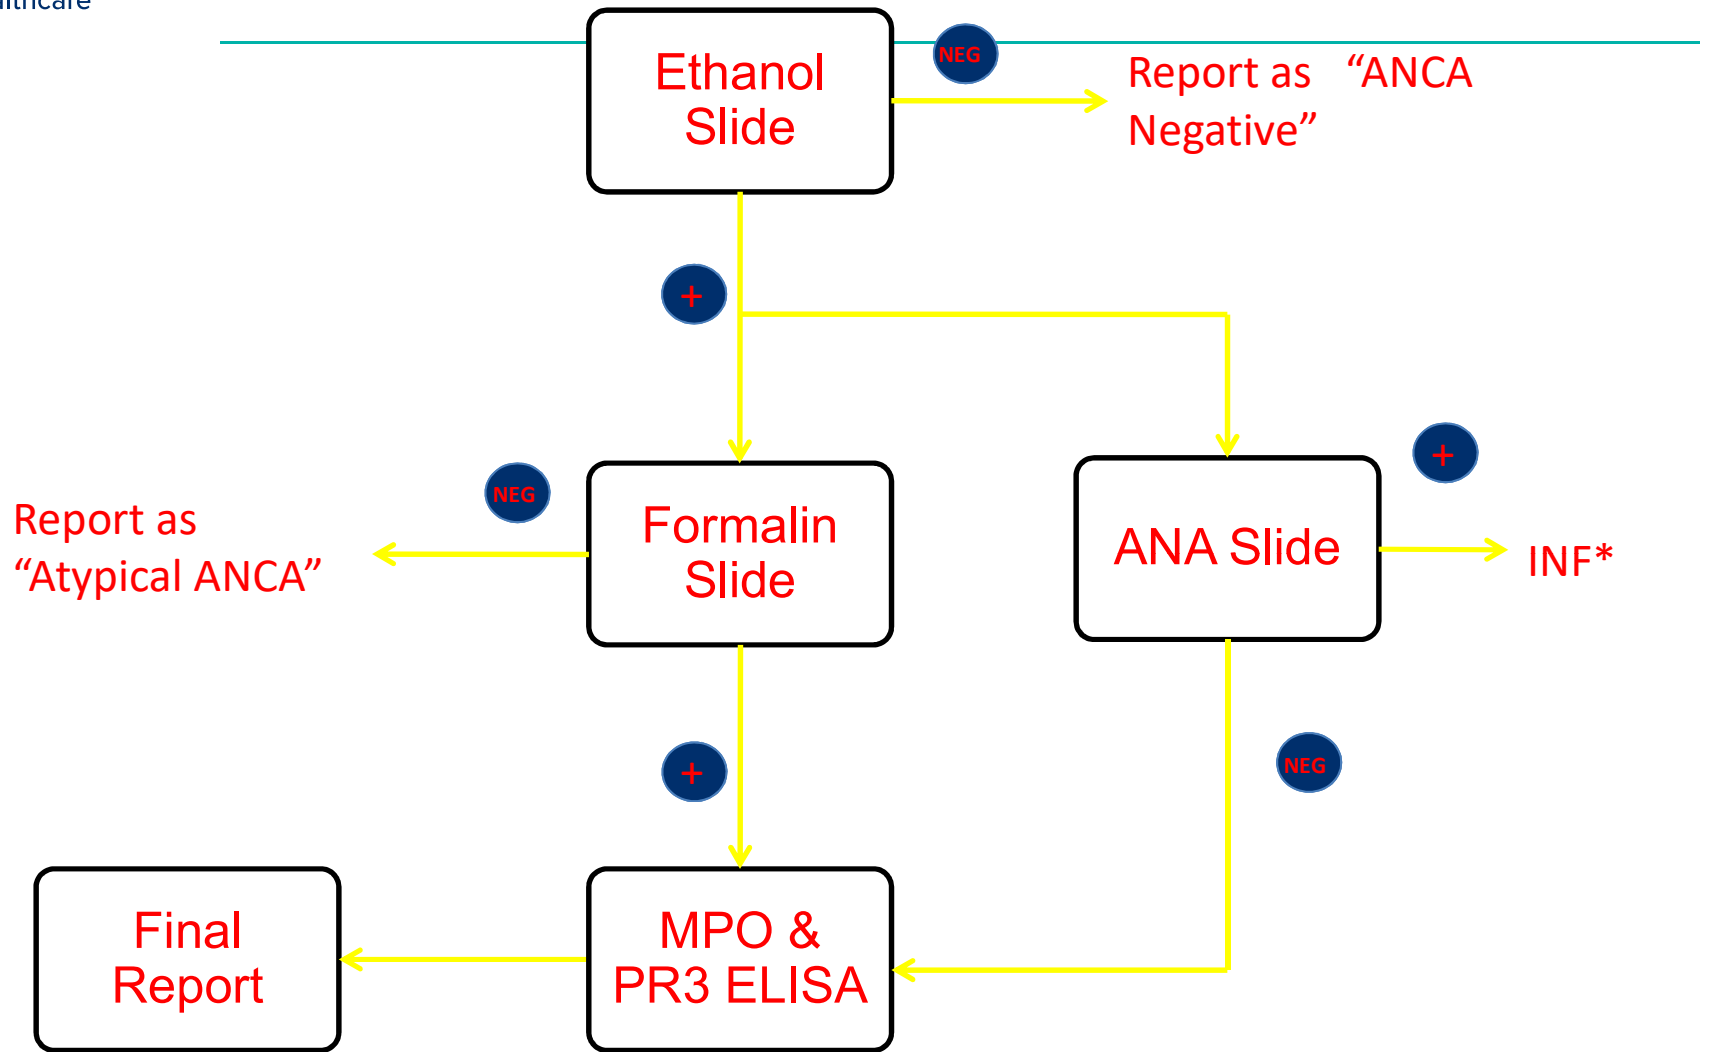 Ethanol
Slide
NEG
Report as “ANCA
Negative”
+
NEG
Report as
“Atypical ANCA”
Formalin
Slide
ANA Slide
+
INF*
+
NEG
Final
Report
MPO &
PR3 ELISA